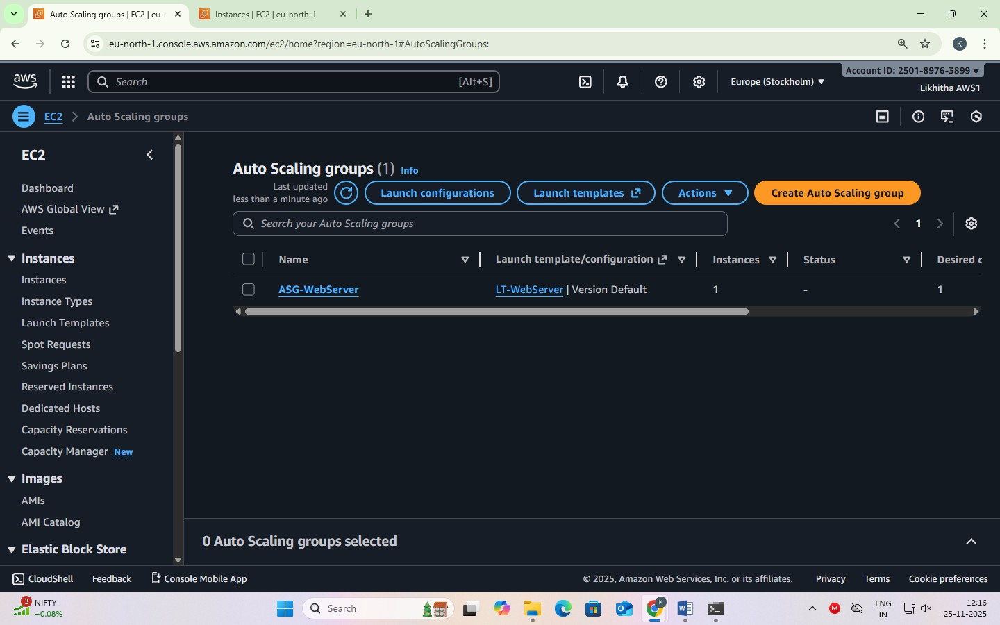 Auto Scaling groups | EC2 | eu-
Instances | EC2 | eu-north-1
eu-north-1.console.aws.amazon.com/ec2/home?region=eu-north-1#AutoScalingGroups:
K
aws
Search
[Alt+S]
Europe (Stockholm)
Account ID: 2501-8976-3899
Likhitha AWS1
EC2
Auto Scaling groups
EC2
Dashboard
AWS Global View
Events
Instances
Instances
Instance Types
Launch Templates
Spot Requests
Savings Plans
Reserved Instances
Dedicated Hosts
Capacity Reservations
Capacity Manager New
Images
AMIs
AMI Catalog
Elastic Block Store
Auto Scaling groups (1) Info
Last updated
less than a minute ago
Launch configurations
Launch templates
Actions
Create Auto Scaling group
Search your Auto Scaling groups
1
Name
Launch template/configuration
Instances
Status
Desired c
ASG-WebServer
LT-WebServer | Version Default
1
-
1
0 Auto Scaling groups selected
CloudShell
Feedback
Console Mobile App
© 2025, Amazon Web Services, Inc. or its affiliates.
Privacy
Terms
Cookie preferences
3
NIFTY
+0.08%
Search
K
ENG
IN
12:16
25-11-2025